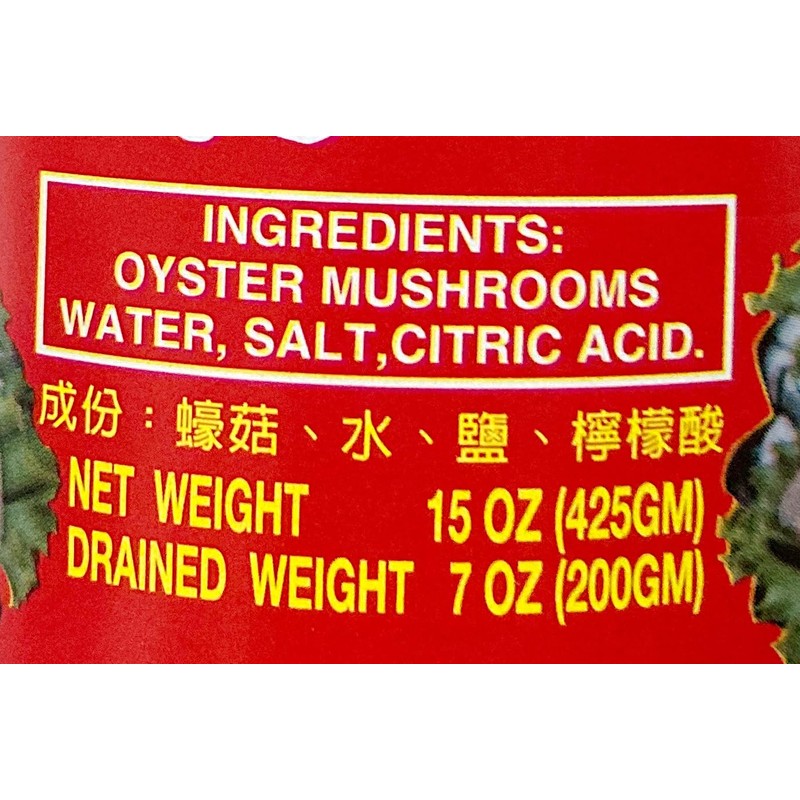 INGREDIENTS:
OYSTER MUSHROOMS
WATER, SALT,CITRIC ACID.
成份：蠔菇、水、鹽、檸檬酸
NET WEIGHT 15 OZ (425GM)
DRAINED WEIGHT 7 OZ (200GM)